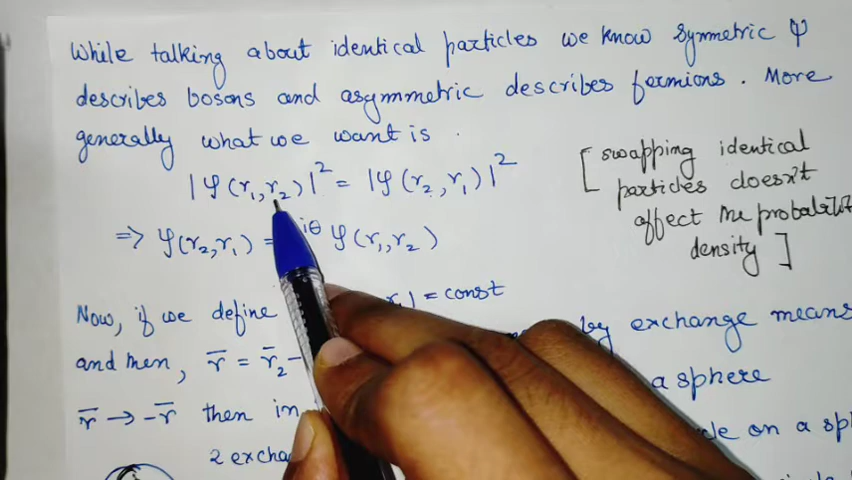 While talking about identical particles we know symmetric ψ
describes bosons and asymmetric describes fermions. More
generally what we want is
|ψ(r₁,r₂)|² = |ψ(r₂,r₁)|²
[swapping identical
particles doesn't
affect the probability
density]
⇒ ψ(r₂,r₁) = iθ ψ(r₁,r₂)
Now, if we define = const
by exchange means
and then, r̄ = r̄₂-
a sphere
r̄ → -r̄ then in
on a sph
2 excha